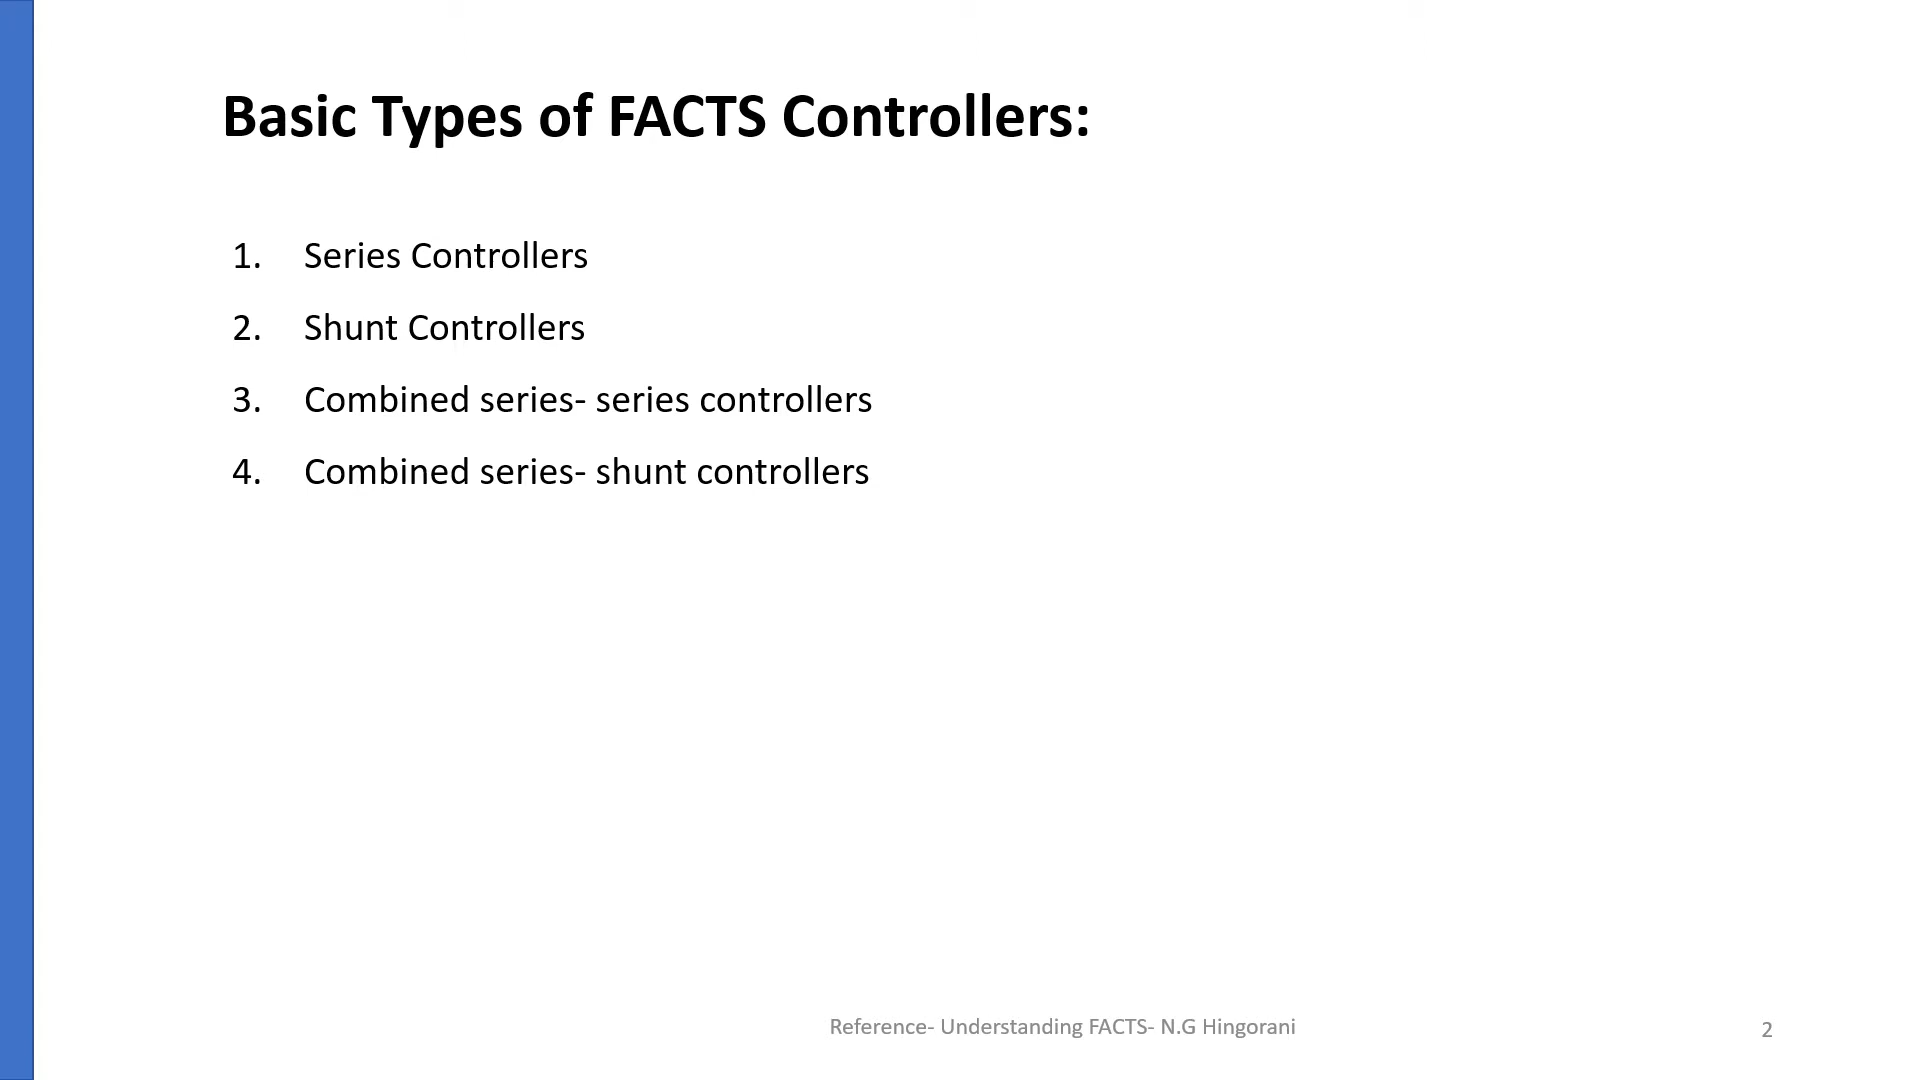 Basic Types of FACTS Controllers:
1. Series Controllers
2. Shunt Controllers
3. Combined series- series controllers
4. Combined series- shunt controllers
Reference- Understanding FACTS- N.G Hingorani
2